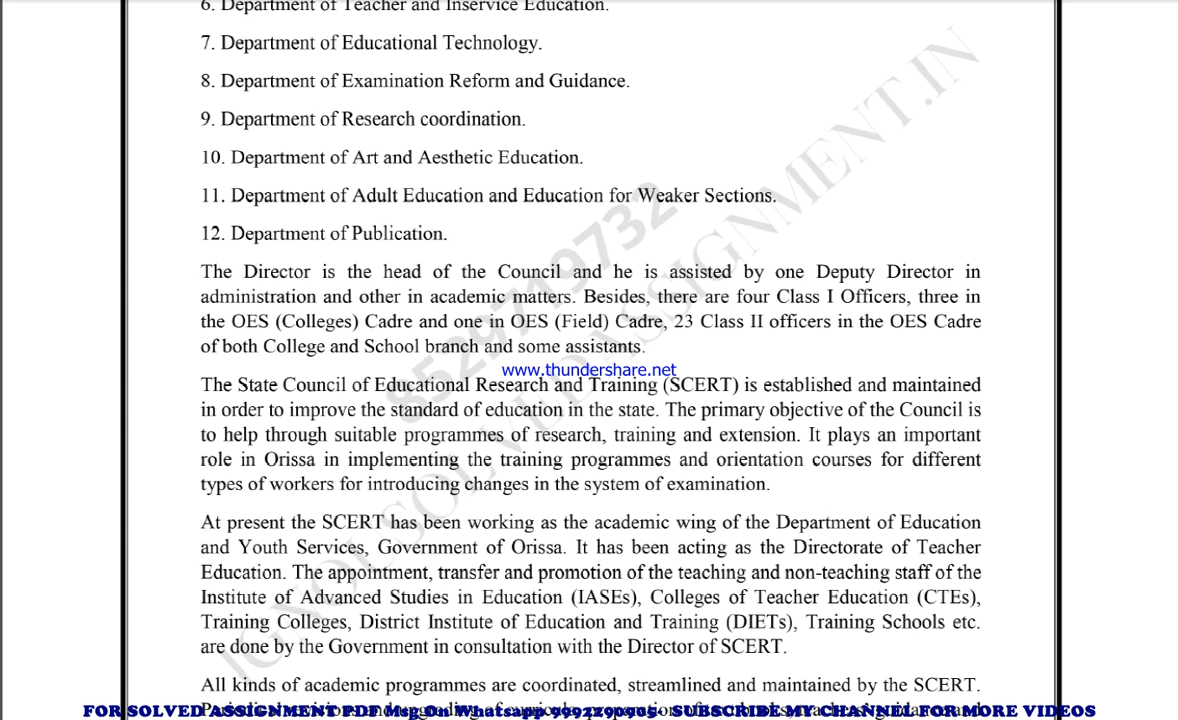 6. Department of Teacher and Inservice Education.
7. Department of Educational Technology.
8. Department of Examination Reform and Guidance.
9. Department of Research coordination.
10. Department of Art and Aesthetic Education.
11. Department of Adult Education and Education for Weaker Sections.
12. Department of Publication.
The Director is the head of the Council and he is assisted by one Deputy Director in
administration and other in academic matters. Besides, there are four Class I Officers, three in
the OES (Colleges) Cadre and one in OES (Field) Cadre, 23 Class II officers in the OES Cadre
of both College and School branch and some assistants.
www.thundershare.net
The State Council of Educational Research and Training (SCERT) is established and maintained
in order to improve the standard of education in the state. The primary objective of the Council is
to help through suitable programmes of research, training and extension. It plays an important
role in Orissa in implementing the training programmes and orientation courses for different
types of workers for introducing changes in the system of examination.
At present the SCERT has been working as the academic wing of the Department of Education
and Youth Services, Government of Orissa. It has been acting as the Directorate of Teacher
Education. The appointment, transfer and promotion of the teaching and non-teaching staff of the
Institute of Advanced Studies in Education (IASEs), Colleges of Teacher Education (CTEs),
Training Colleges, District Institute of Education and Training (DIETs), Training Schools etc.
are done by the Government in consultation with the Director of SCERT.
All kinds of academic programmes are coordinated, streamlined and maintained by the SCERT.
FOR SOLVED ASSIGNMENT PDF Msg On Whatsapp 9992290905- SUBSCRIBE MY CHANNEL FOR MORE VIDEOS
8529719732
IGNOLSOLVEDASSIGNMENT.IN